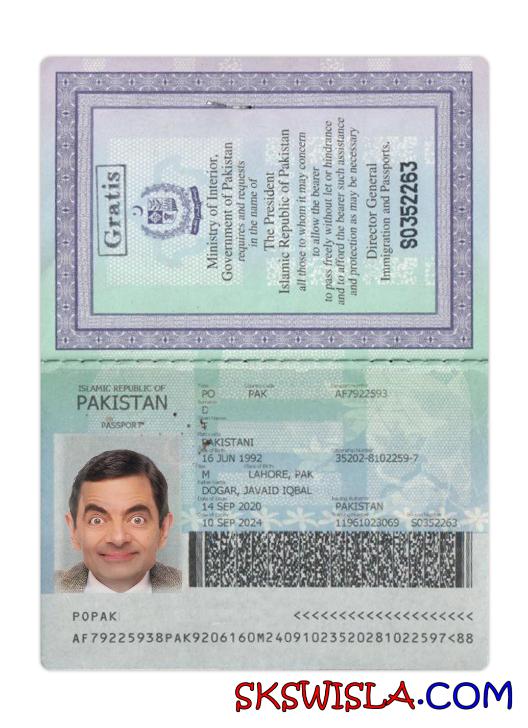 Gratis
Ministry of Interior,
Government of Pakistan
requires and requests
in the name of
The President
Islamic Republic of Pakistan
all those to whom it may concern
to allow the bearer
to pass freely without let or hindrance
and to afford the bearer such assistance
and protection as may be necessary
Director General
Immigration and Passports.
S0352263
ISLAMIC REPUBLIC OF
PAKISTAN
PASSPORT
Type Country Code Passport Number
PO PAK AF7922593
Surname
D
Given Names
F
Nationality
PAKISTANI
Date of Birth Citizenship Number
16 JUN 1992 35202-8102259-7
Sex Place of Birth
M LAHORE, PAK
Father Name
DOGAR, JAVAID IQBAL
Date of Issue Issuing Authority
14 SEP 2020 PAKISTAN
Date of Expiry Tracking Number Booklet Number
10 SEP 2024 11961023069 S0352263
POPAK <<<<<<<<<<<<<<<<<<<<<
AF79225938PAK9206160M24091023520281022597<88
SKSWISLA.COM